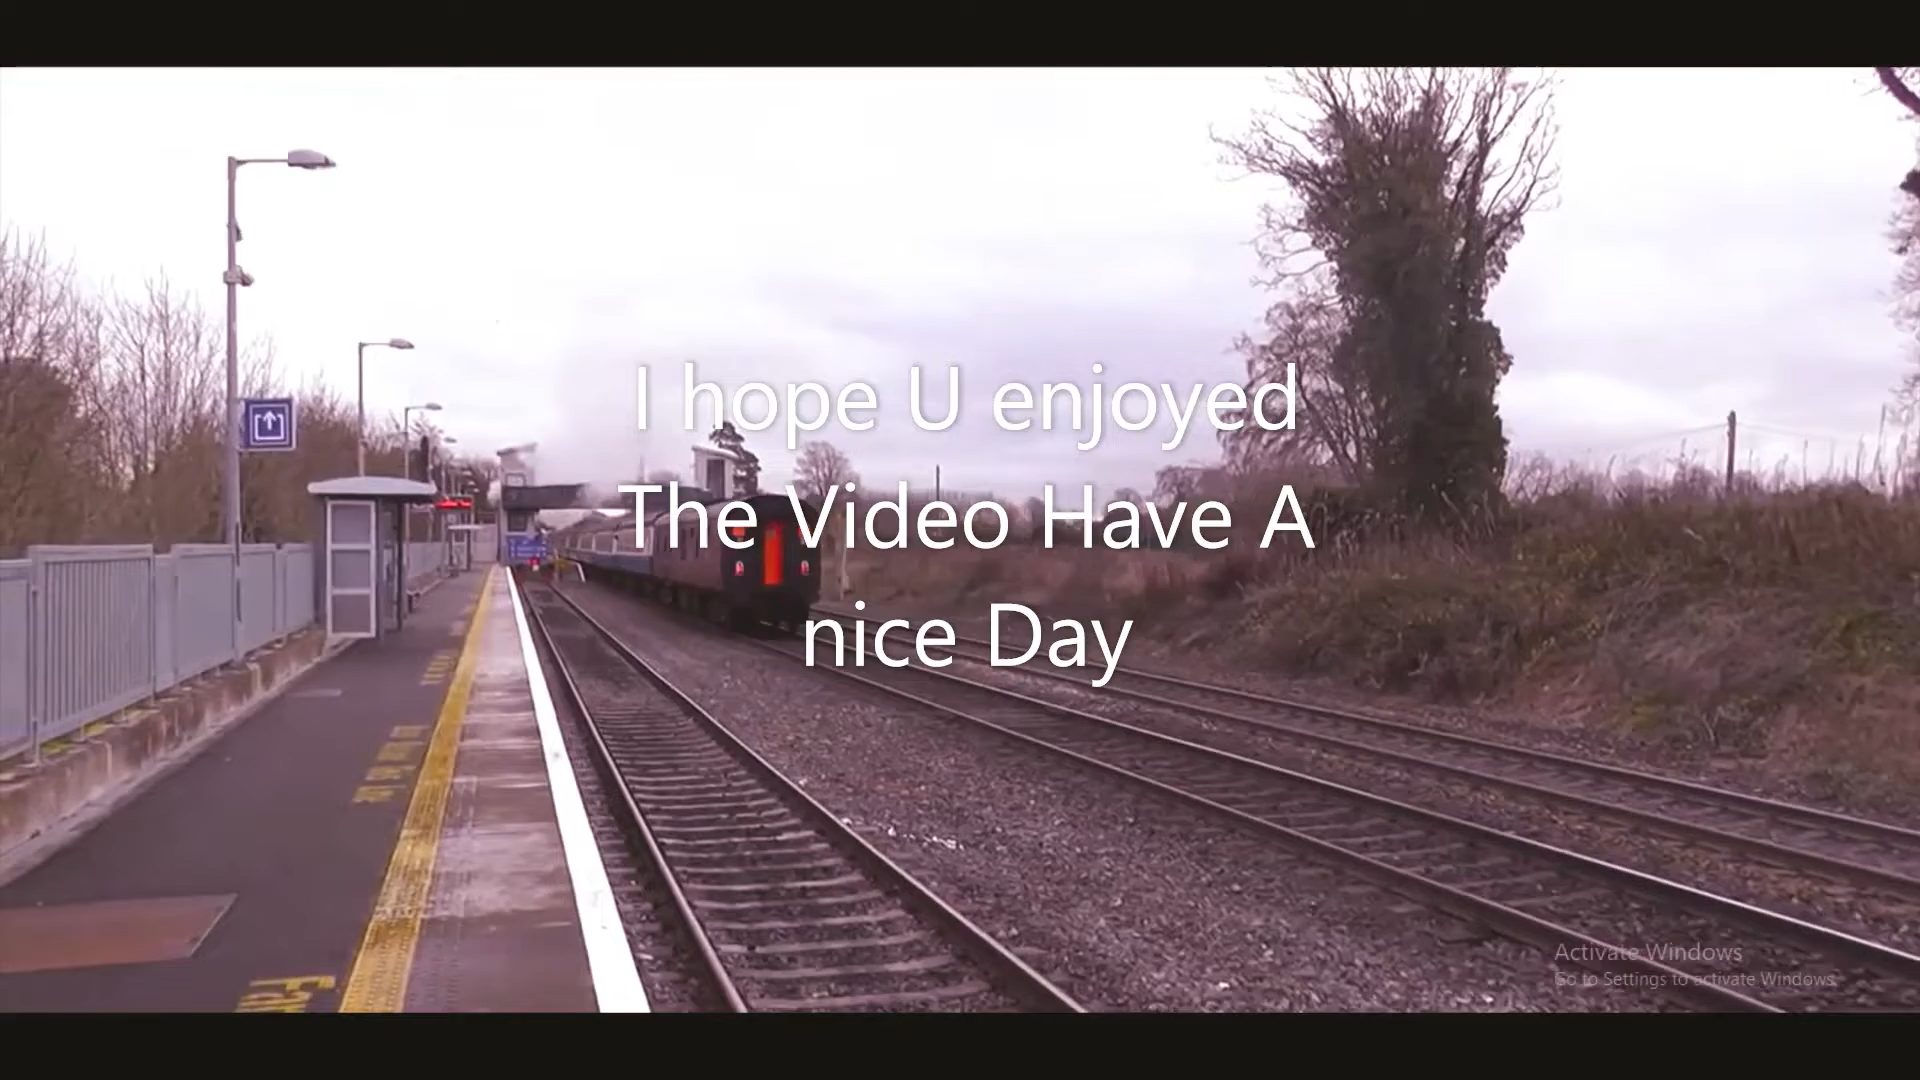 I hope U enjoyed
The Video Have A
nice Day
Activate Windows
Go to Settings to activate Windows.